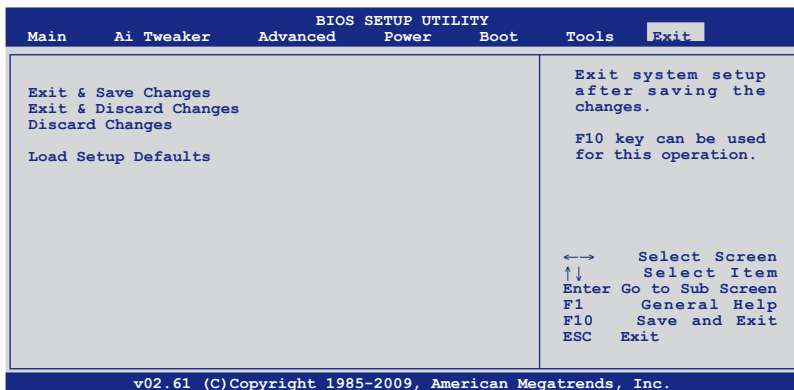 BIOS SETUP UTILITY
Main Ai Tweaker Advanced Power Boot Tools Exit
Exit & Save Changes
Exit & Discard Changes
Discard Changes
Load Setup Defaults
Exit system setup
after saving the
changes.
F10 key can be used
for this operation.
←→ Select Screen
↑↓ Select Item
Enter Go to Sub Screen
F1 General Help
F10 Save and Exit
ESC Exit
v02.61 (C)Copyright 1985-2009, American Megatrends, Inc.